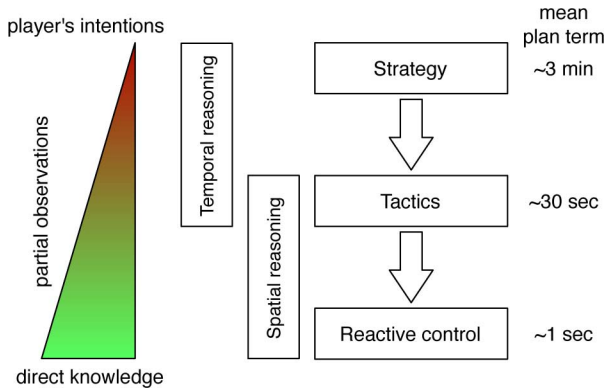 mean
plan term
player's intentions
partial observations
direct knowledge
Temporal reasoning
Spatial reasoning
Strategy
~3 min
Tactics
~30 sec
Reactive control
~1 sec